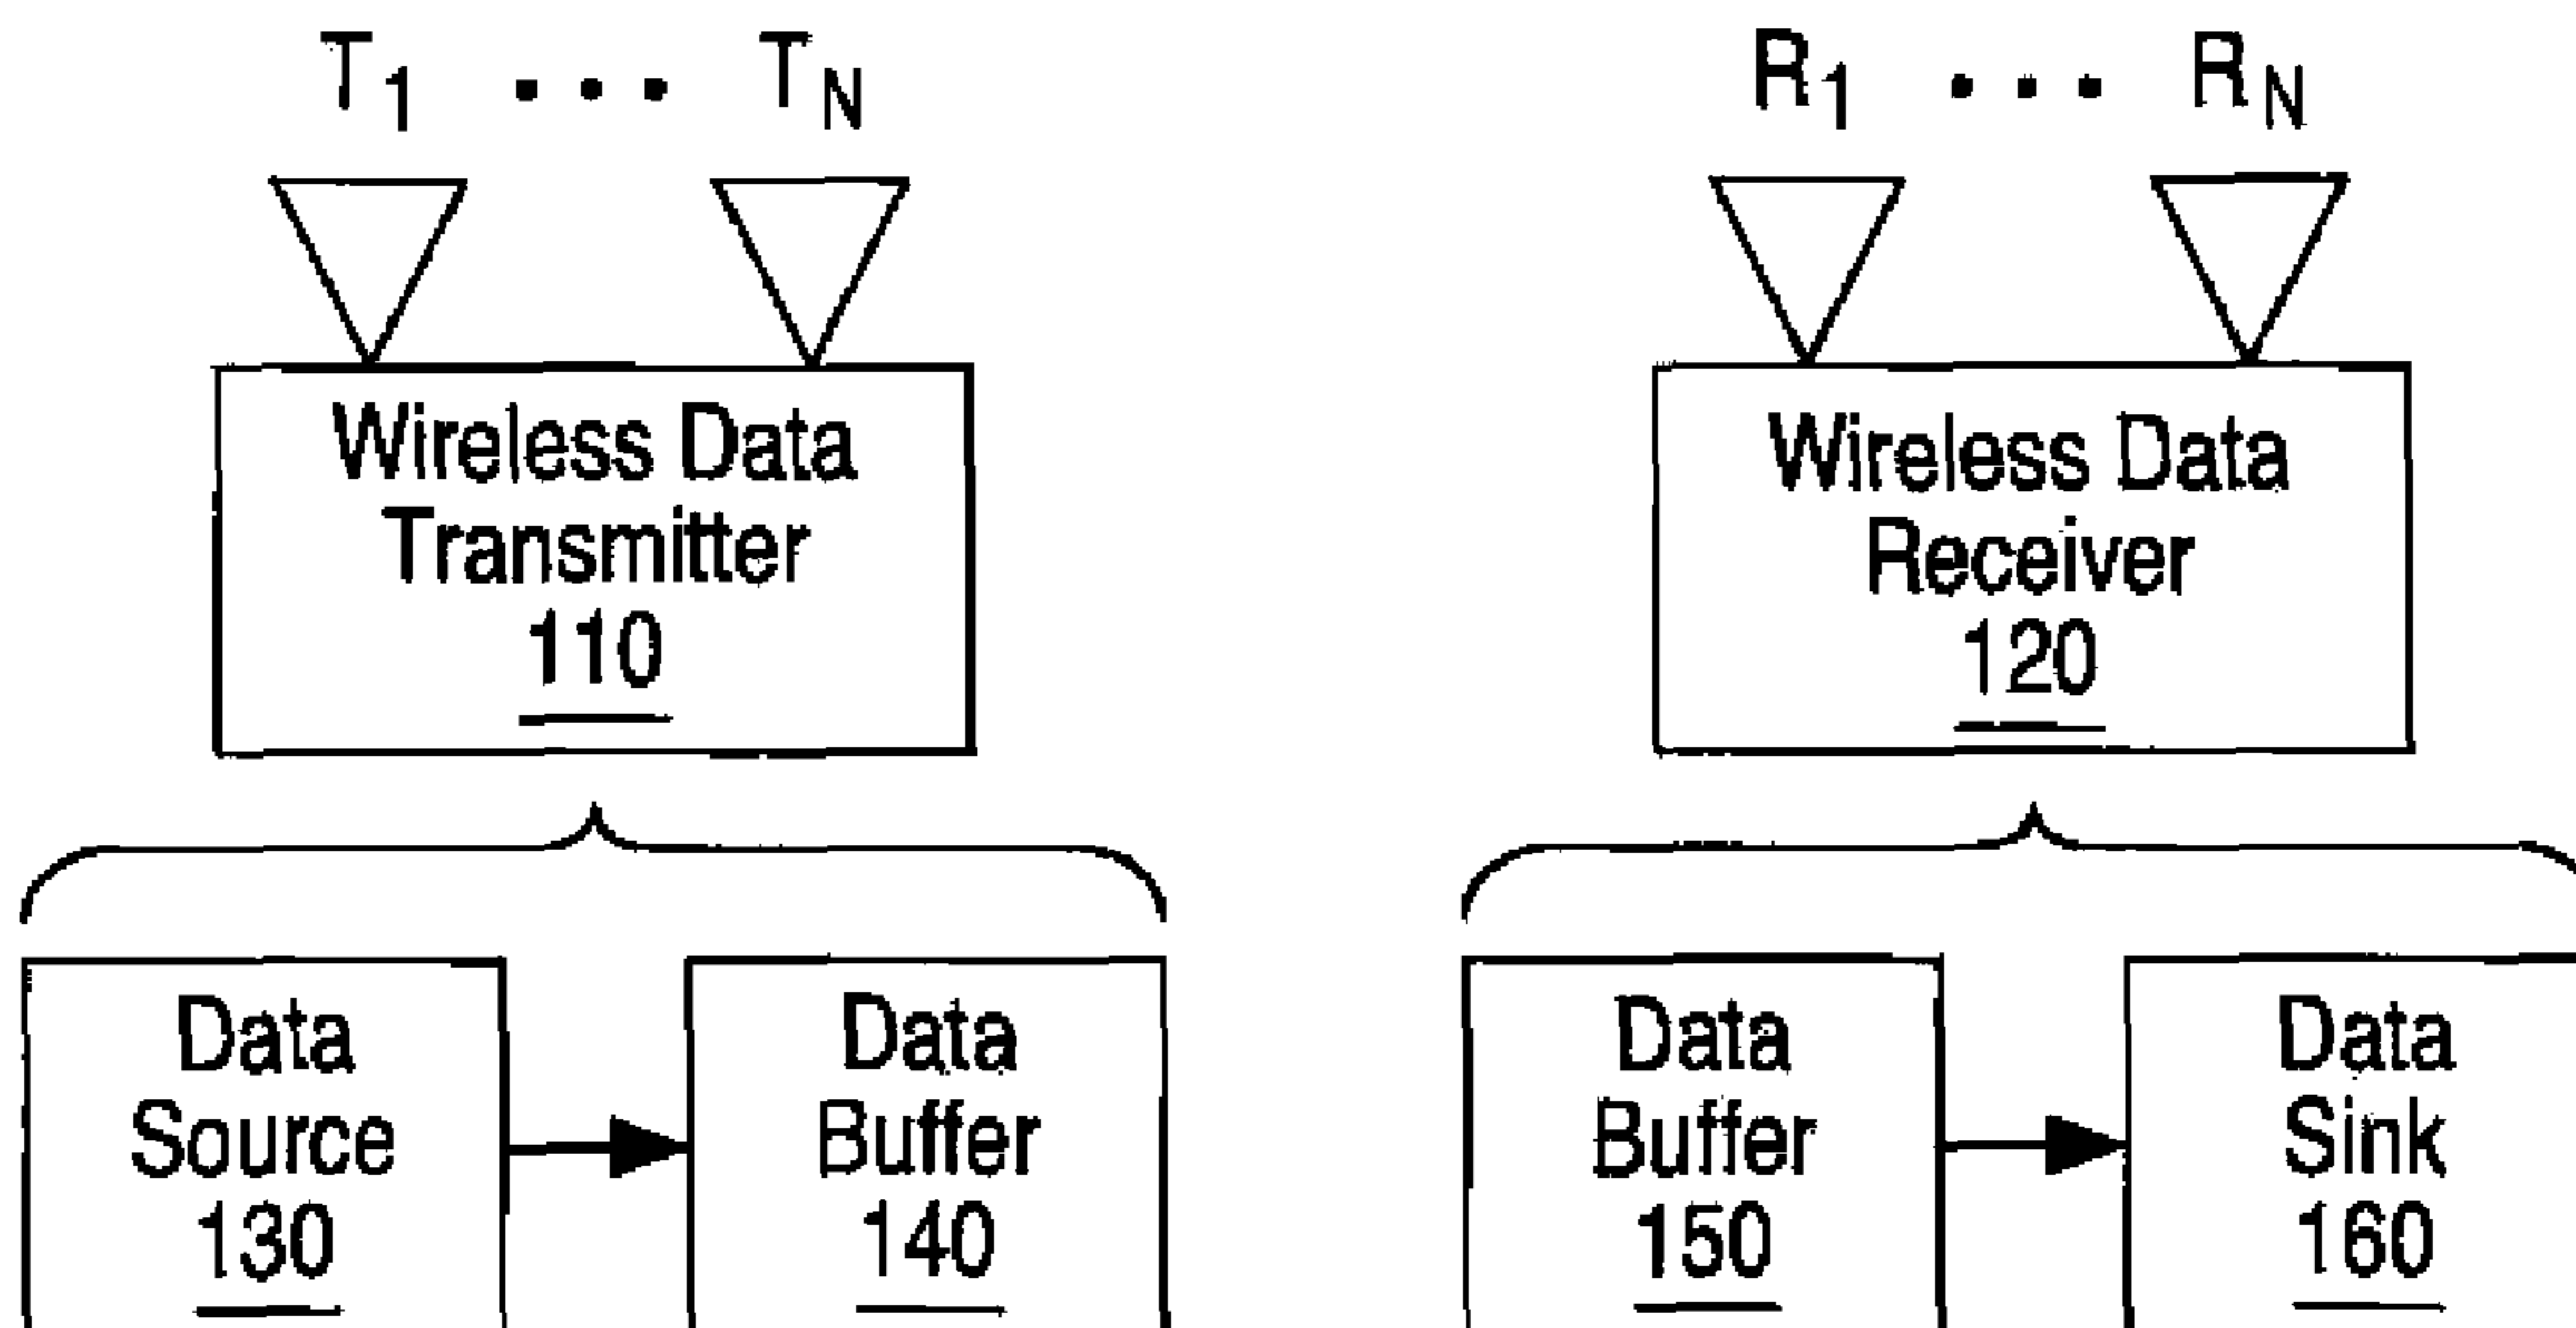 T1 ... TN
R1 ... RN
Wireless Data
Transmitter
110
Wireless Data
Receiver
120
Data
Source
130
Data
Buffer
140
Data
Buffer
150
Data
Sink
160